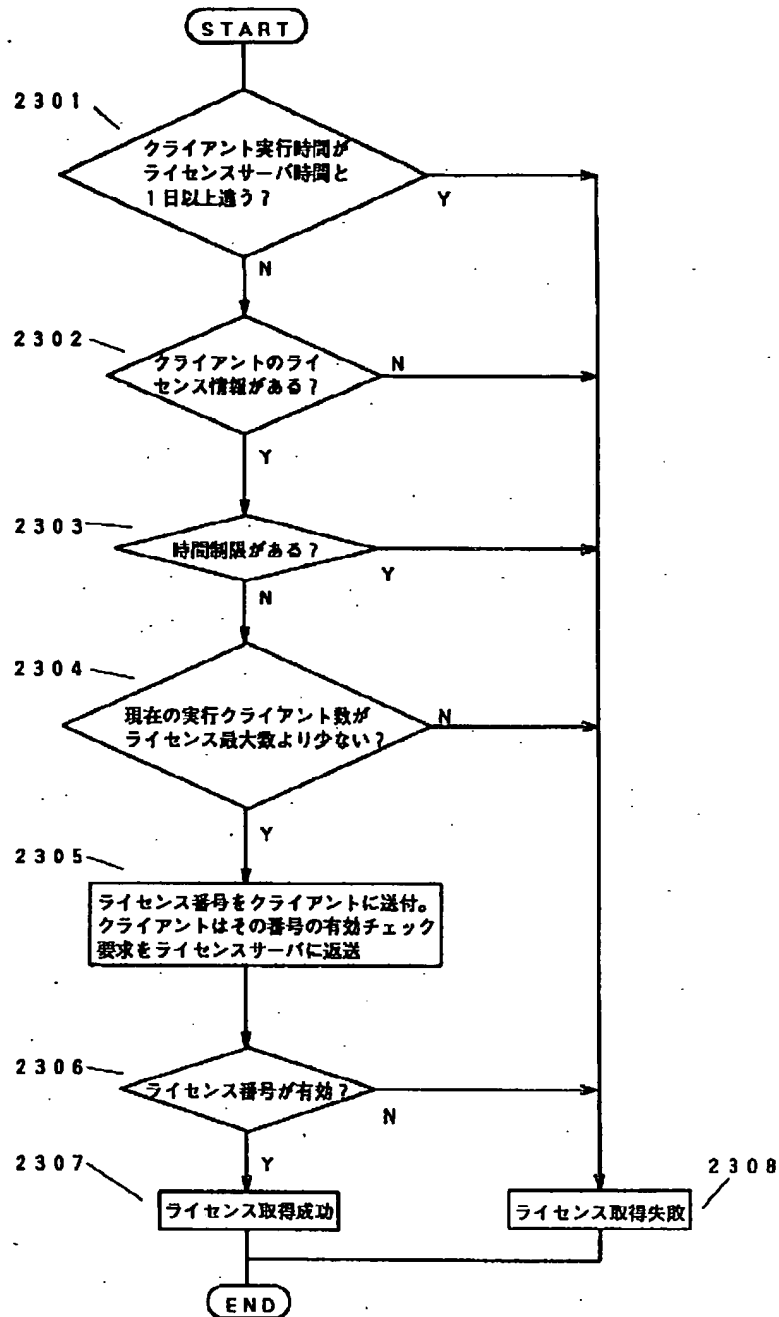 START
2301
クライアント実行時間が
ライセンスサーバ時間と
1日以上違う?
Y
N
2302
クライアントのライ
センス情報がある?
N
Y
2303
時間制限がある?
Y
N
2304
現在の実行クライアント数が
ライセンス最大数より少ない?
N
Y
2305
ライセンス番号をクライアントに送付。
クライアントはその番号の有効チェック
要求をライセンスサーバに返送
2306
ライセンス番号が有効?
N
Y
2307
ライセンス取得成功
2308
ライセンス取得失敗
END